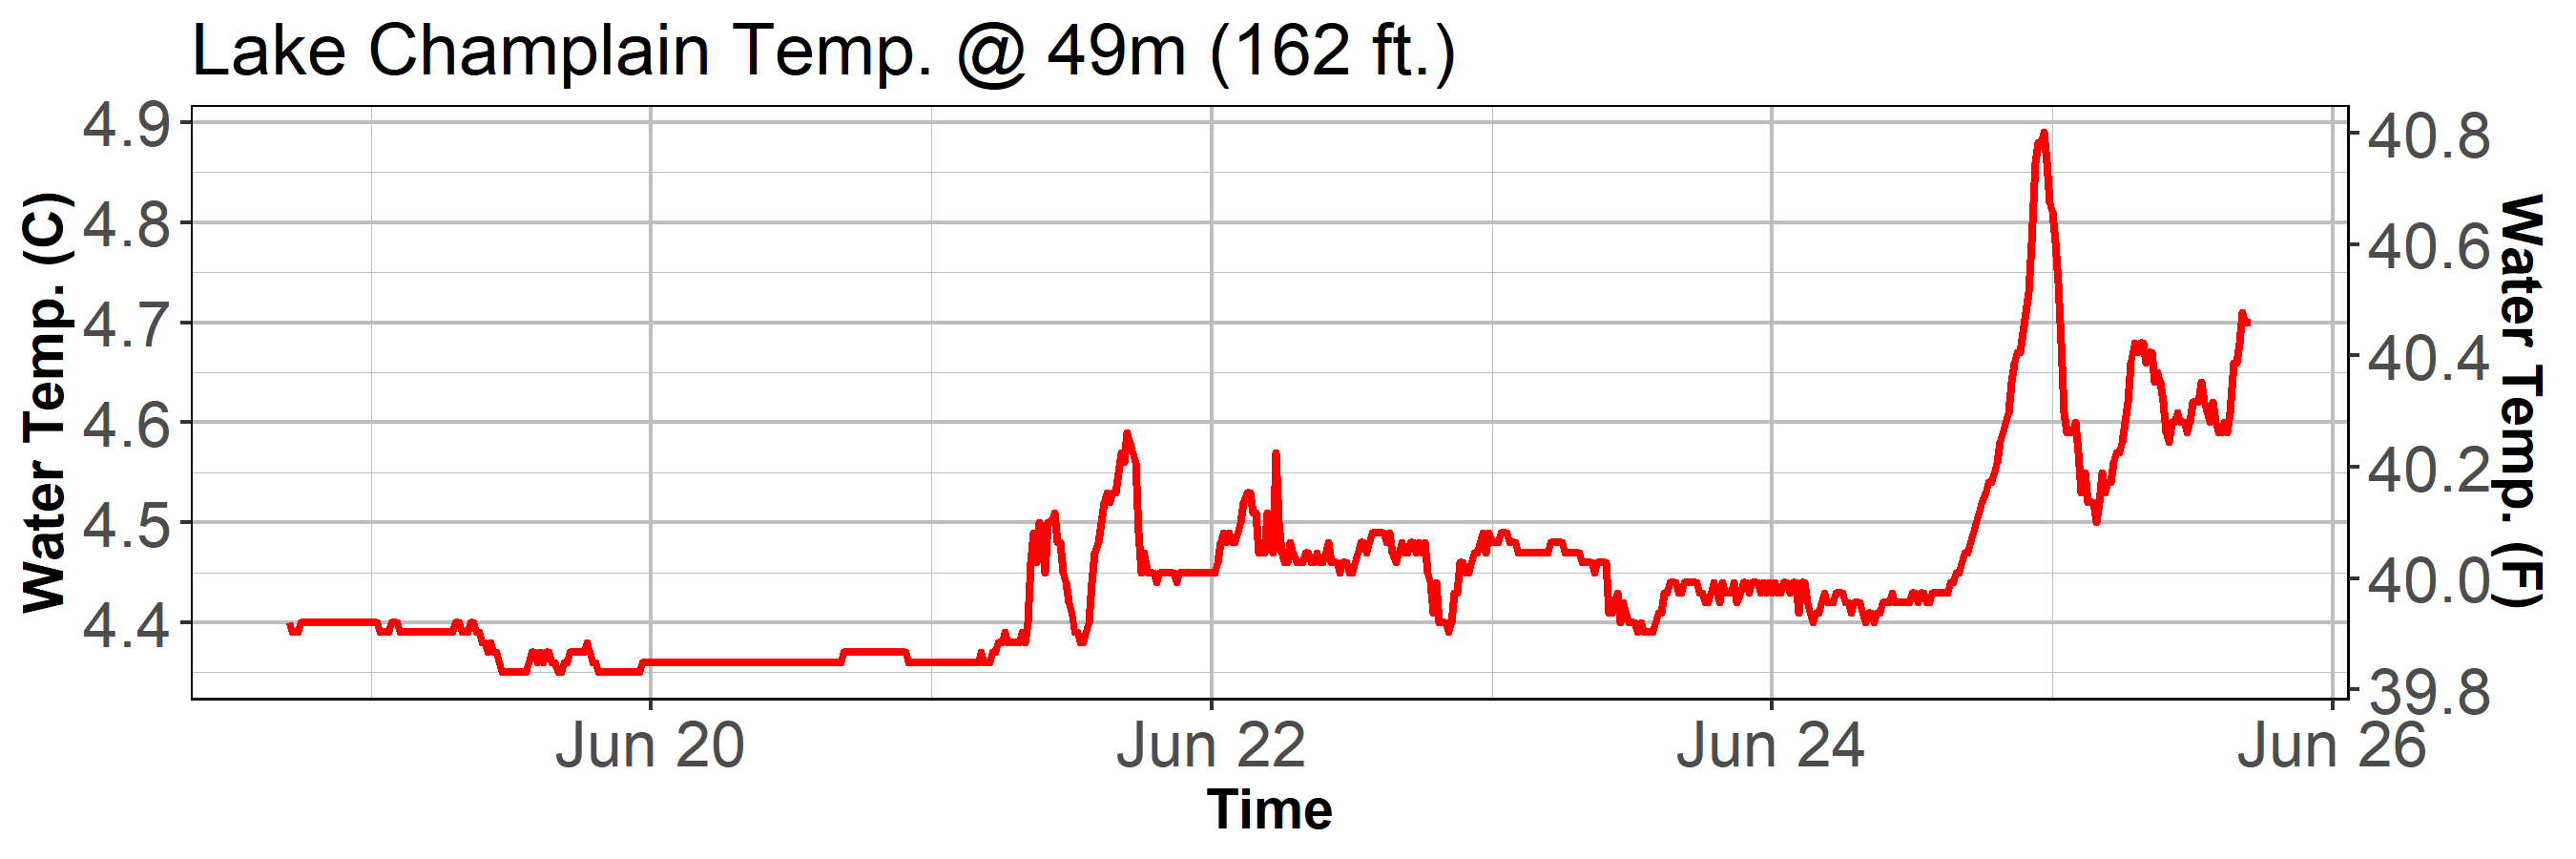 Lake Champlain Temp. @ 49m (162 ft.)
Water Temp. (C)
4.9
4.8
4.7
4.6
4.5
4.4
40.8
40.6
40.4
40.2
40.0
39.8
Water Temp. (F)
Jun 20 Jun 22 Jun 24 Jun 26
Time